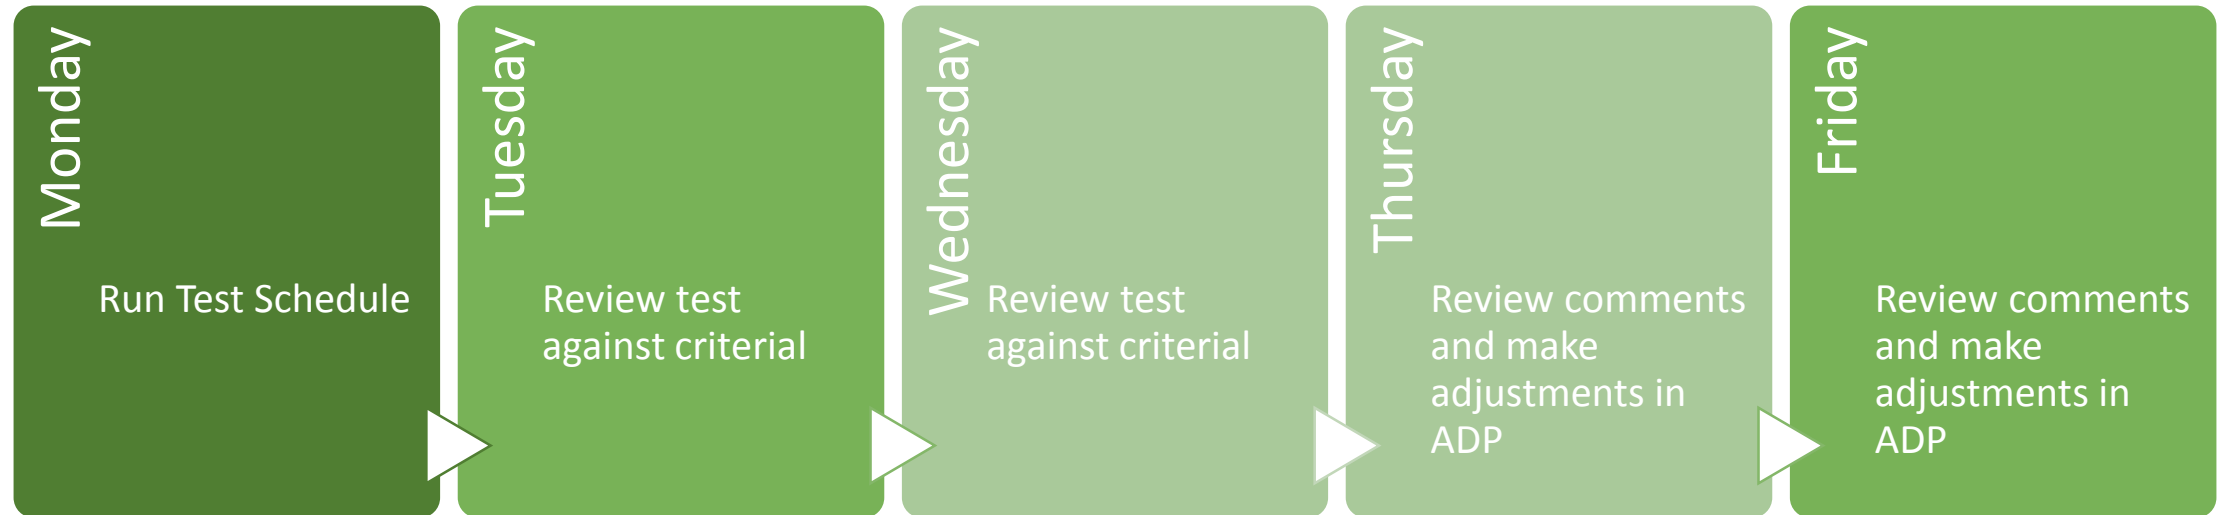 Monday
Run Test Schedule
Tuesday
Review test
against criterial
Wednesday
Review test
against criterial
Thursday
Review comments
and make
adjustments in
ADP
Friday
Review comments
and make
adjustments in
ADP